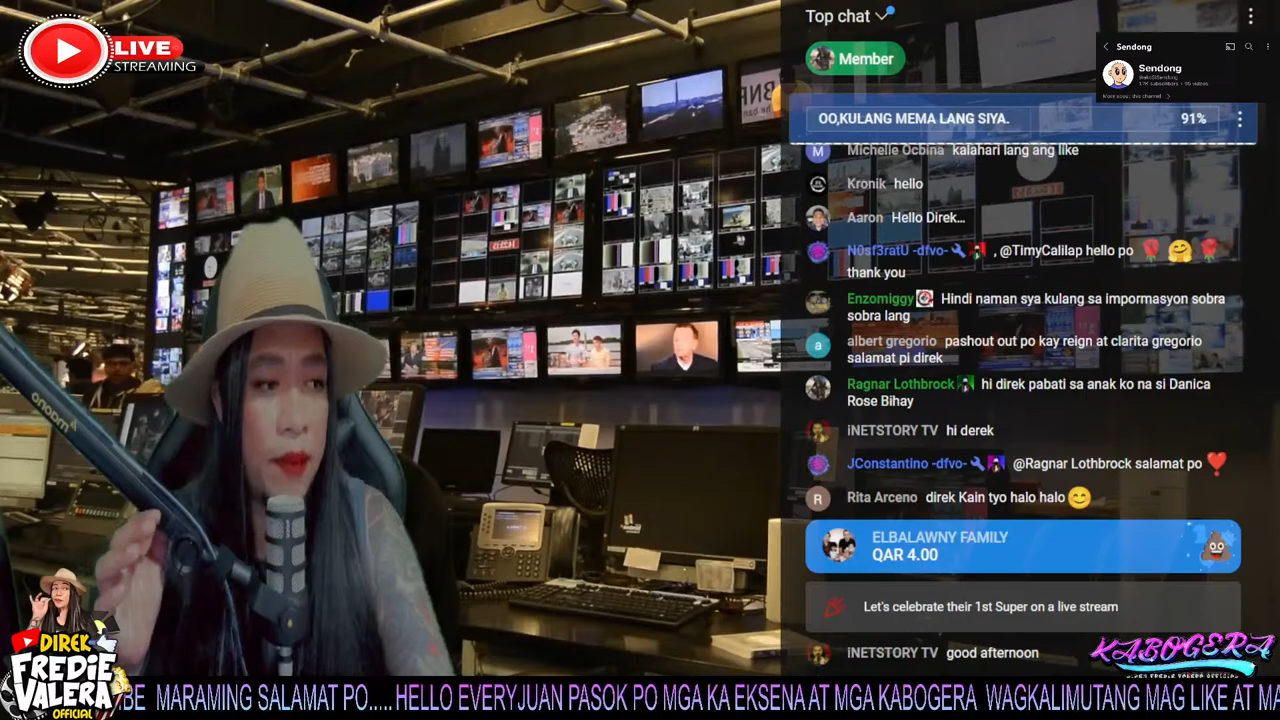 LIVE
STREAMING
Top chat
Member
Sendong
Sendong
OO,KULANG MEMA LANG SIYA.
91%
Michelle Ocbina kalahari lang ang like
Kronik hello
Aaron Hello Direk...
N0sf3ratU -dfvo- , @TimyCalilap hello po
thank you
Enzomiggy Hindi naman sya kulang sa impormasyon sobra
sobra lang
albert gregorio pashout out po kay reign at clarita gregorio
salamat pi direk
Ragnar Lothbrock hi direk pabati sa anak ko na si Danica
Rose Bihay
iNETSTORY TV hi derek
JConstantino -dfvo- @Ragnar Lothbrock salamat po
Rita Arceno direk Kain tyo halo halo
ELBALAWNY FAMILY
QAR 4.00
Let's celebrate their 1st Super on a live stream
iNETSTORY TV good afternoon
maono
DIREK
FREDIE
VALERA
OFFICIAL
KABOGERA
DIREK FREDIE VALERA OFFICIAL
BE MARAMING SALAMAT PO.....HELLO EVERYJUAN PASOK PO MGA KA EKSENA AT MGA KABOGERA WAGKALIMUTANG MAG LIKE AT MA